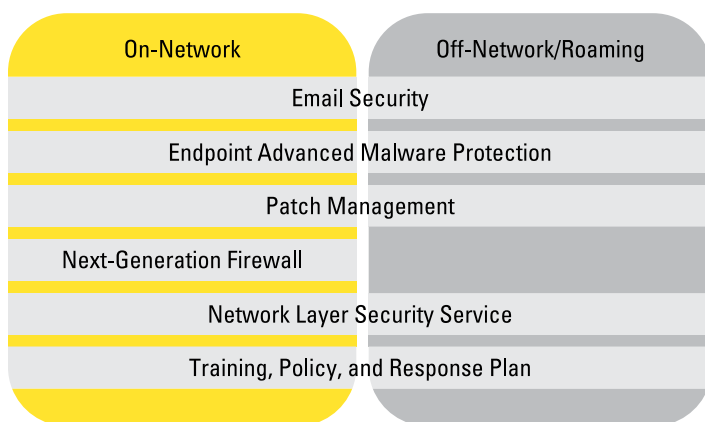 On-Network
Off-Network/Roaming
Email Security
Endpoint Advanced Malware Protection
Patch Management
Next-Generation Firewall
Network Layer Security Service
Training, Policy, and Response Plan